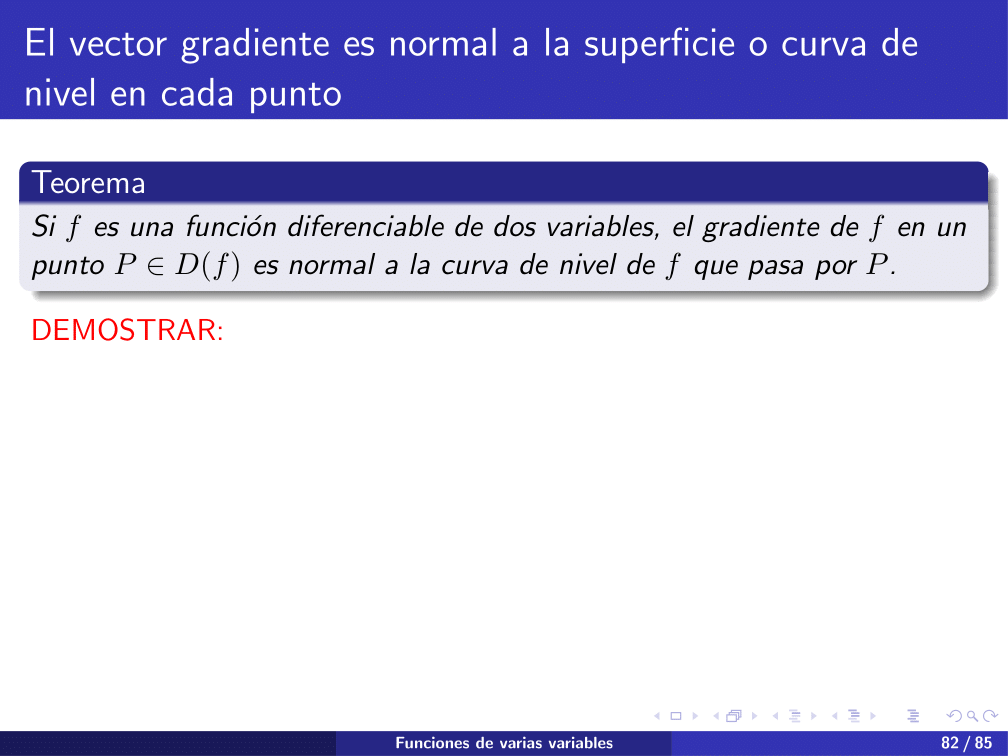 El vector gradiente es normal a la superficie o curva de
nivel en cada punto
Teorema
Si f es una función diferenciable de dos variables, el gradiente de f en un
punto P ∈ D(f) es normal a la curva de nivel de f que pasa por P.
DEMOSTRAR:
Funciones de varias variables
82 / 85